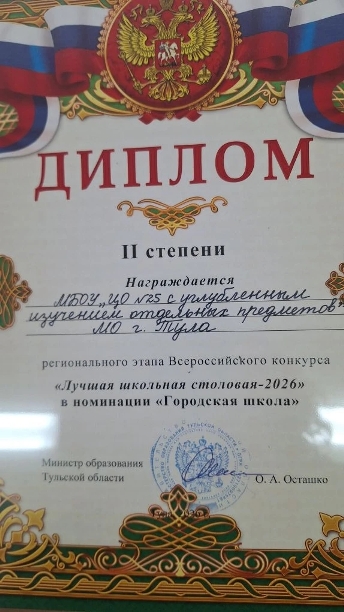 ДИПЛОМ
II степени
Награждается
МБОУ „ЦО №25 с углубленным
изучением отдельных предметов"
МО г. Тула
регионального этапа Всероссийского конкурса
«Лучшая школьная столовая-2026»
в номинации «Городская школа»
Министр образования
Тульской области
О. А. Осташко